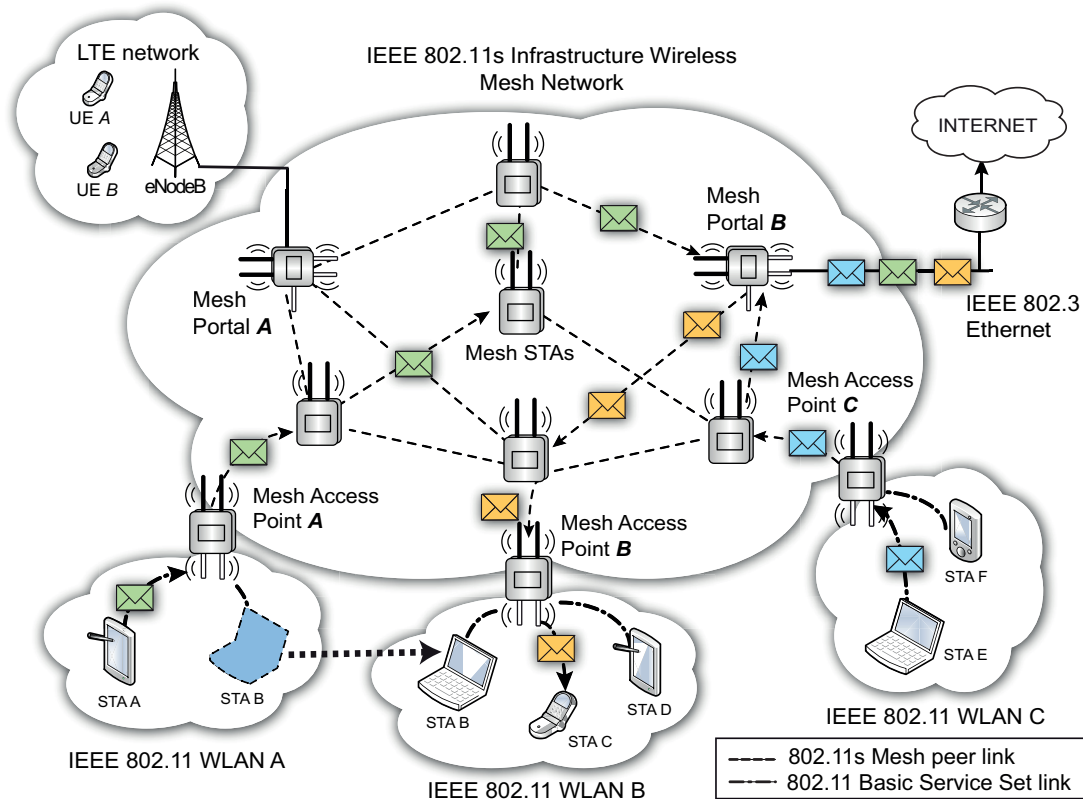 LTE network
UE A
UE B
eNodeB
IEEE 802.11s Infrastructure Wireless
Mesh Network
INTERNET
Mesh
Portal B
Mesh
Portal A
Mesh STAs
IEEE 802.3
Ethernet
Mesh Access
Point C
Mesh Access
Point A
Mesh Access
Point B
STA A
STA B
STA B
STA C
STA D
STA E
STA F
IEEE 802.11 WLAN A
IEEE 802.11 WLAN B
IEEE 802.11 WLAN C
802.11s Mesh peer link
802.11 Basic Service Set link